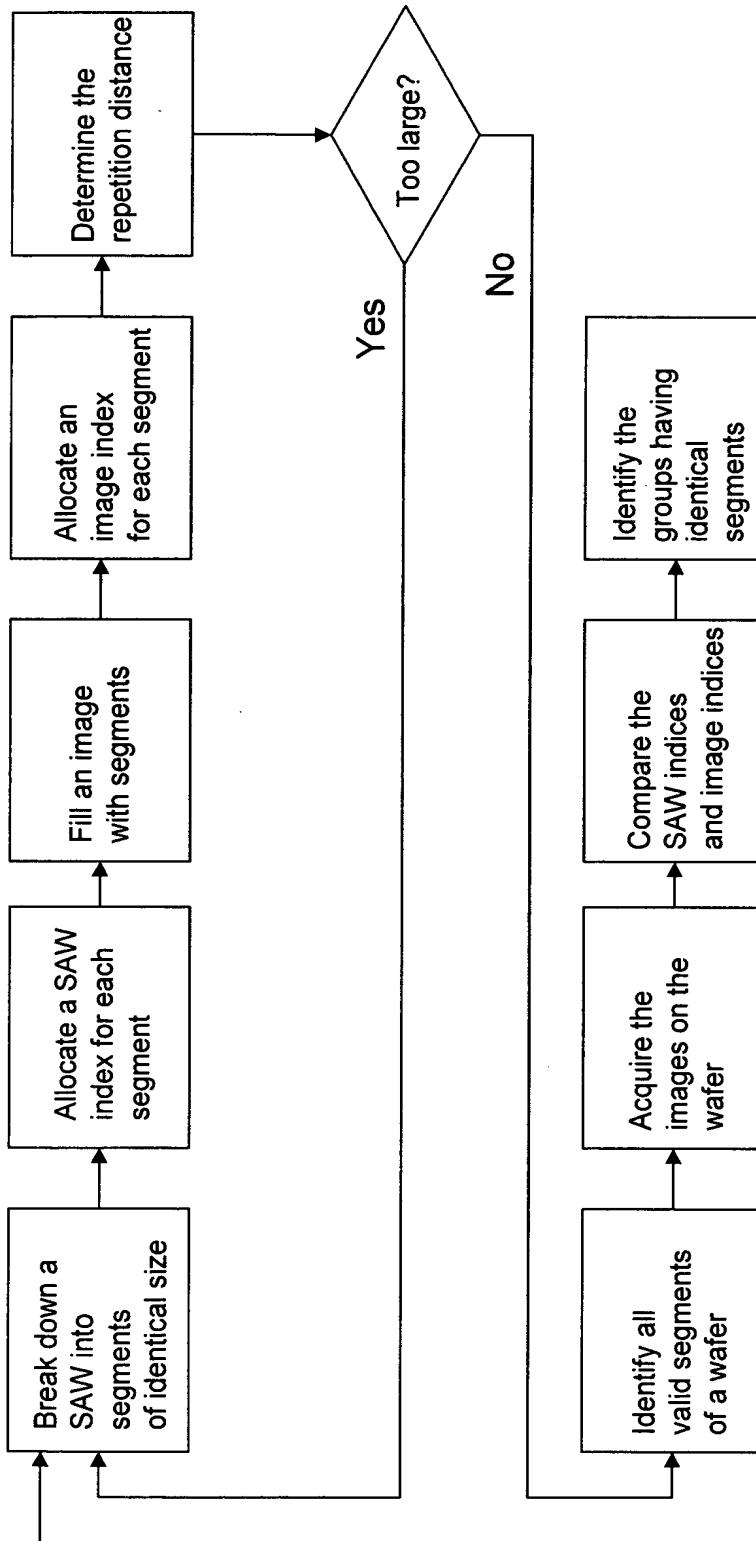 Break down a
SAW into
segments
of identical size
Allocate a SAW
index for each
segment
Fill an image
with segments
Allocate an
image index
for each segment
Determine the
repetition distance
Too large?
Yes
No
Identify all
valid segments
of a wafer
Acquire the
images on the
wafer
Compare the
SAW indices
and image indices
Identify the
groups having
identical
segments